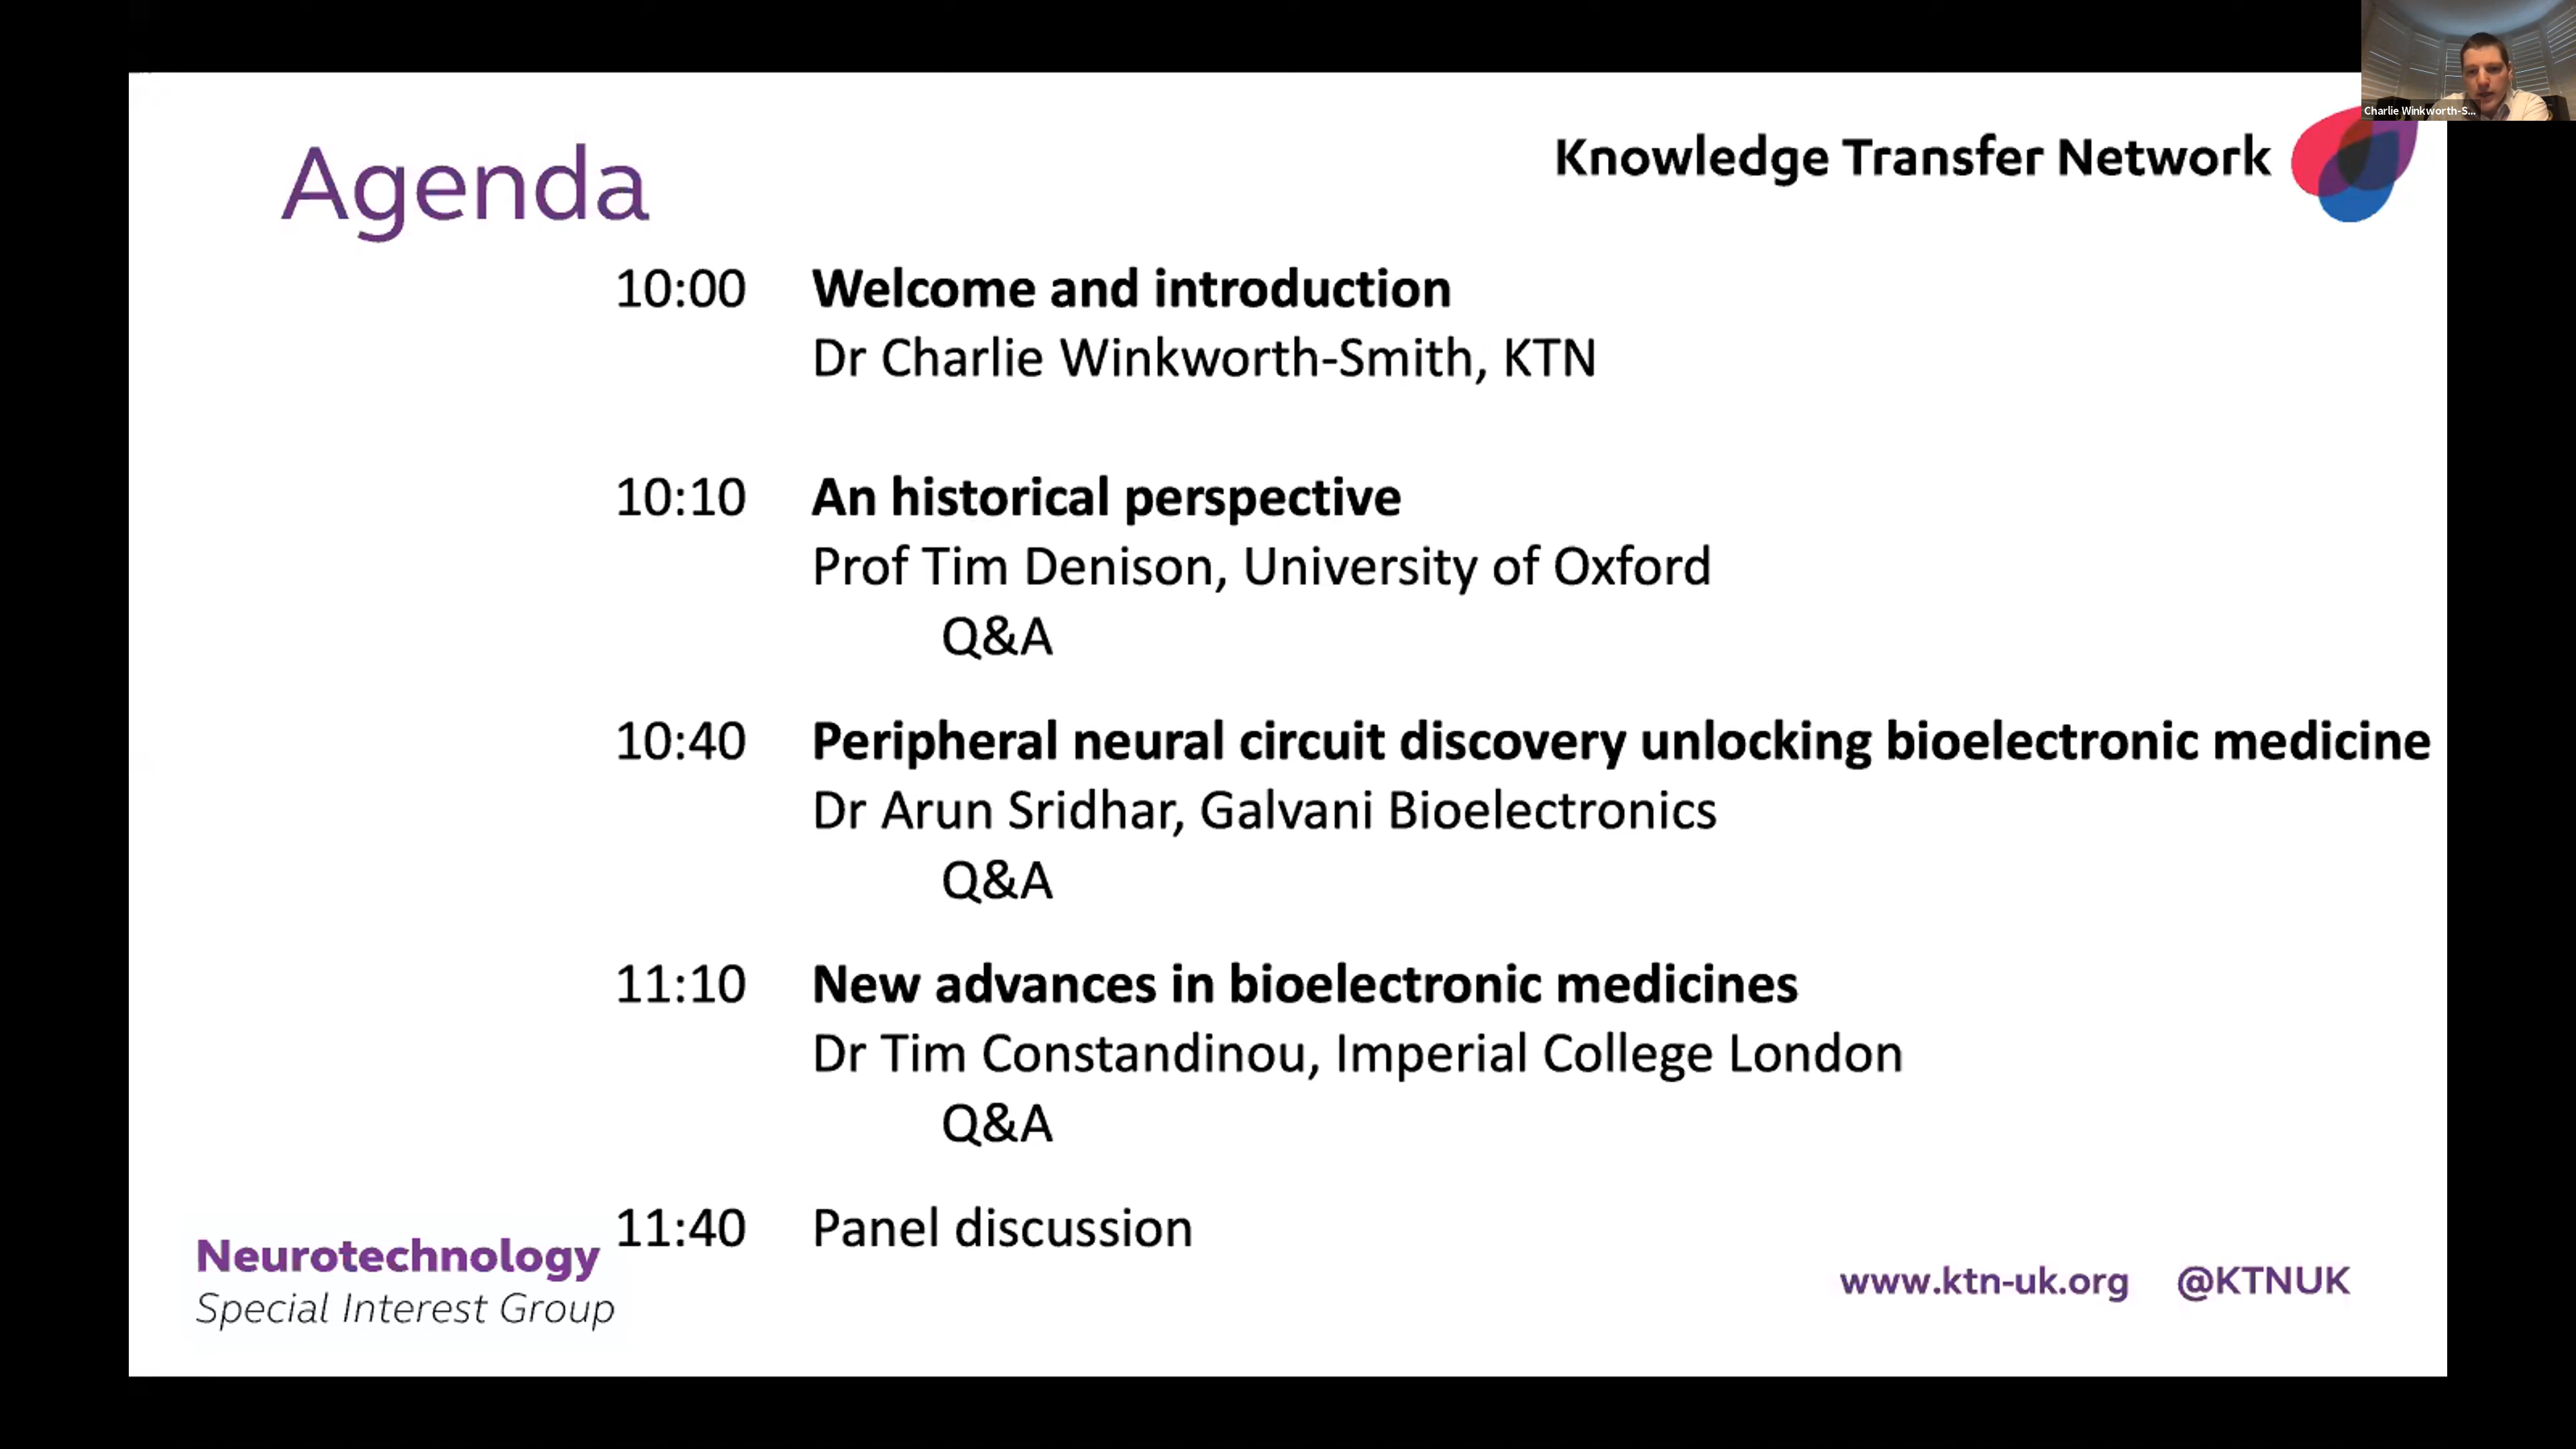 Charlie Winkworth-S...
Knowledge Transfer Network
Agenda
10:00 Welcome and introduction
Dr Charlie Winkworth-Smith, KTN
10:10 An historical perspective
Prof Tim Denison, University of Oxford
Q&A
10:40 Peripheral neural circuit discovery unlocking bioelectronic medicine
Dr Arun Sridhar, Galvani Bioelectronics
Q&A
11:10 New advances in bioelectronic medicines
Dr Tim Constandinou, Imperial College London
Q&A
11:40 Panel discussion
Neurotechnology
Special Interest Group
www.ktn-uk.org @KTNUK